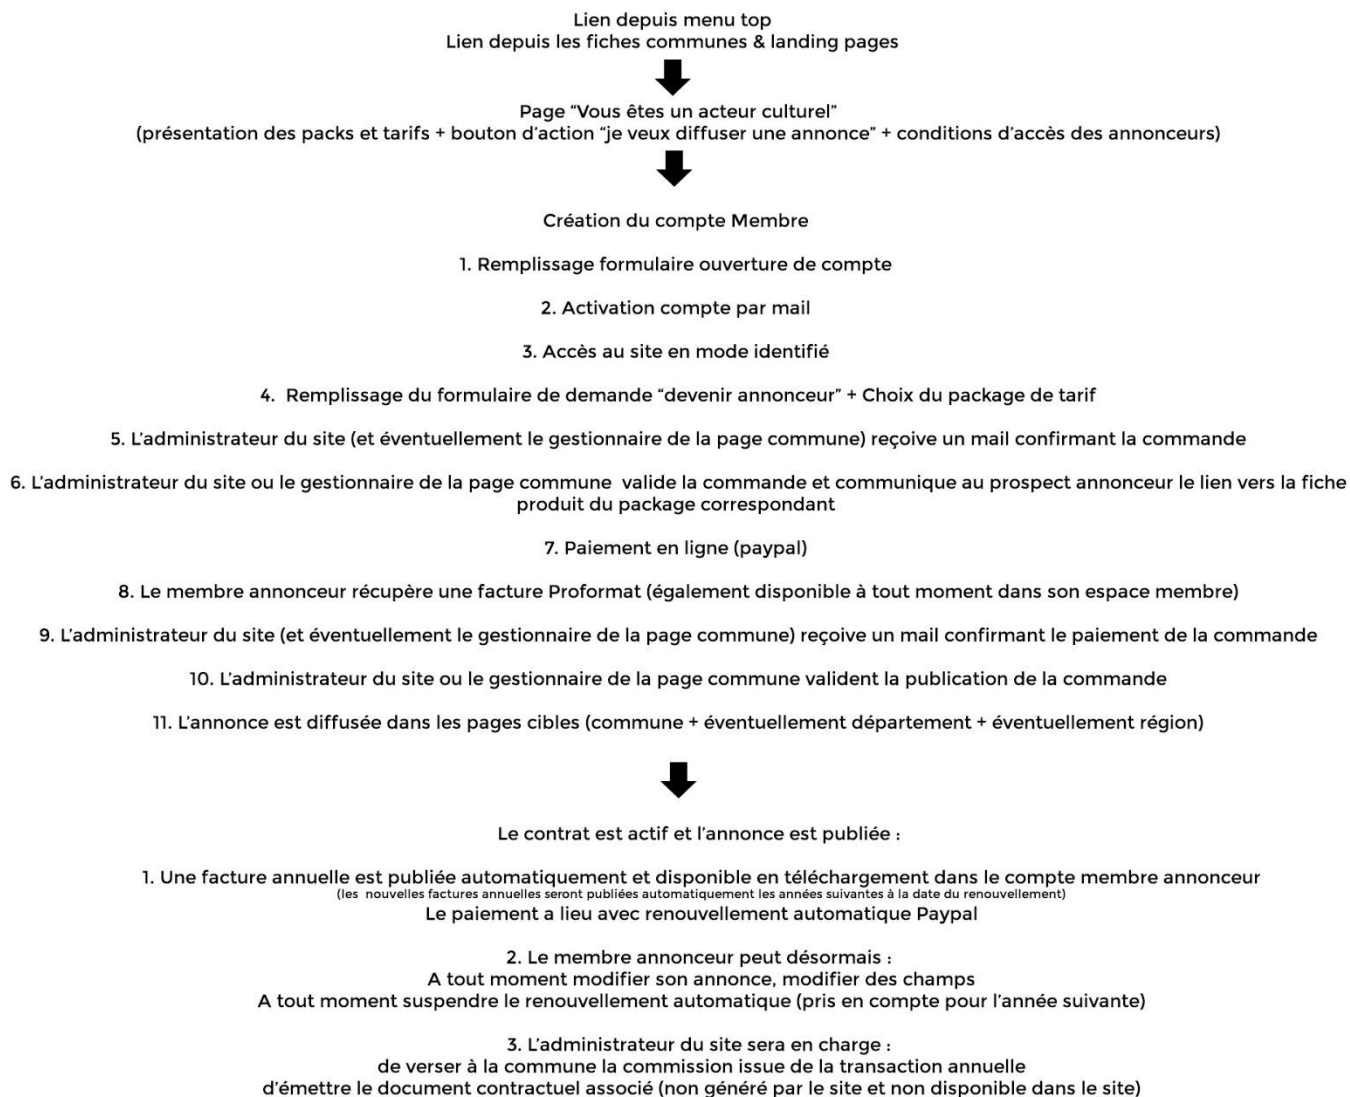 Lien depuis menu top
Lien depuis les fiches communes & landing pages
Page “Vous êtes un acteur culturel”
(présentation des packs et tarifs + bouton d’action “je veux diffuser une annonce” + conditions d’accès des annonceurs)
Création du compte Membre
1. Remplissage formulaire ouverture de compte
2. Activation compte par mail
3. Accès au site en mode identifié
4. Remplissage du formulaire de demande “devenir annonceur” + Choix du package de tarif
5. L’administrateur du site (et éventuellement le gestionnaire de la page commune) reçoive un mail confirmant la commande
6. L’administrateur du site ou le gestionnaire de la page commune valide la commande et communique au prospect annonceur le lien vers la fiche
produit du package correspondant
7. Paiement en ligne (paypal)
8. Le membre annonceur récupère une facture Proformat (également disponible à tout moment dans son espace membre)
9. L’administrateur du site (et éventuellement le gestionnaire de la page commune) reçoive un mail confirmant le paiement de la commande
10. L’administrateur du site ou le gestionnaire de la page commune valident la publication de la commande
11. L’annonce est diffusée dans les pages cibles (commune + éventuellement département + éventuellement région)
Le contrat est actif et l’annonce est publiée :
1. Une facture annuelle est publiée automatiquement et disponible en téléchargement dans le compte membre annonceur
(les nouvelles factures annuelles seront publiées automatiquement les années suivantes à la date du renouvellement)
Le paiement a lieu avec renouvellement automatique Paypal
2. Le membre annonceur peut désormais :
A tout moment modifier son annonce, modifier des champs
A tout moment suspendre le renouvellement automatique (pris en compte pour l’année suivante)
3. L’administrateur du site sera en charge :
de verser à la commune la commission issue de la transaction annuelle
d’émettre le document contractuel associé (non généré par le site et non disponible dans le site)